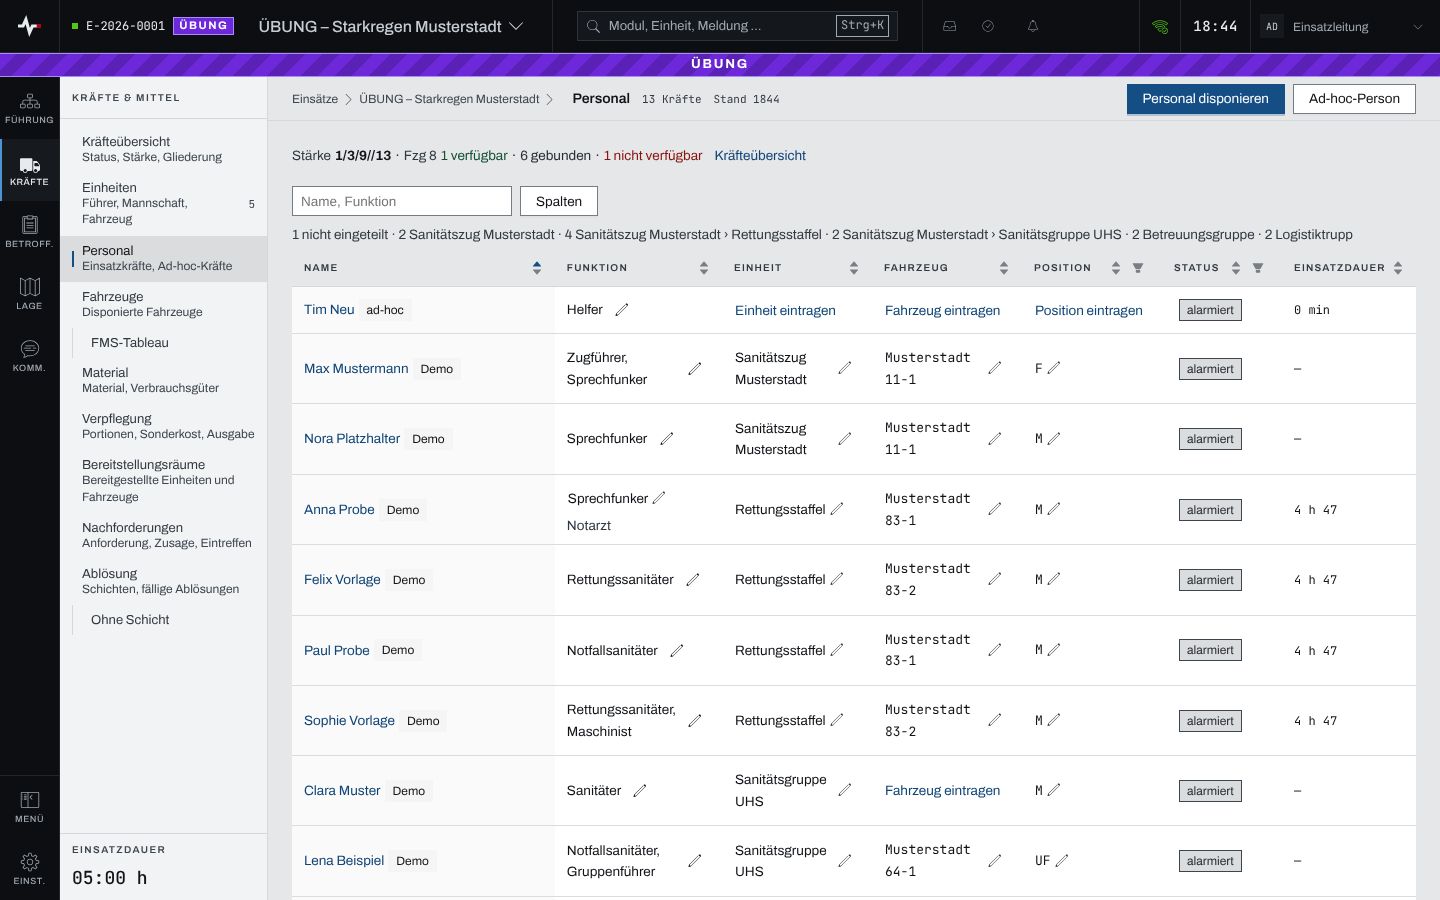 E-2026-0001 ÜBUNG ÜBUNG – Starkregen Musterstadt Modul, Einheit, Meldung ... Strg+K 18:44 AD Einsatzleitung
ÜBUNG
FÜHRUNG
KRÄFTE
BETROFF.
LAGE
KOMM.
MENÜ
EINST.
KRÄFTE & MITTEL
Kräfteübersicht
Status, Stärke, Gliederung
Einheiten
Führer, Mannschaft,
Fahrzeug
5
Personal
Einsatzkräfte, Ad-hoc-Kräfte
Fahrzeuge
Disponierte Fahrzeuge
FMS-Tableau
Material
Material, Verbrauchsgüter
Verpflegung
Portionen, Sonderkost, Ausgabe
Bereitstellungsräume
Bereitgestellte Einheiten und
Fahrzeuge
Nachforderungen
Anforderung, Zusage, Eintreffen
Ablösung
Schichten, fällige Ablösungen
Ohne Schicht
EINSATZDAUER
05:00 h
Einsätze ÜBUNG – Starkregen Musterstadt Personal 13 Kräfte Stand 1844 Personal disponieren Ad-hoc-Person
Stärke 1/3/9//13 · Fzg 8 1 verfügbar · 6 gebunden · 1 nicht verfügbar Kräfteübersicht
Name, Funktion Spalten
1 nicht eingeteilt · 2 Sanitätszug Musterstadt · 4 Sanitätszug Musterstadt › Rettungsstaffel · 2 Sanitätszug Musterstadt › Sanitätsgruppe UHS · 2 Betreuungsgruppe · 2 Logistiktrupp
NAME FUNKTION EINHEIT FAHRZEUG POSITION STATUS EINSATZDAUER
Tim Neu ad-hoc Helfer Einheit eintragen Fahrzeug eintragen Position eintragen alarmiert 0 min
Max Mustermann Demo
Zugführer,
Sprechfunker
Sanitätszug
Musterstadt
Musterstadt
11-1
F alarmiert –
Nora Platzhalter Demo Sprechfunker
Sanitätszug
Musterstadt
Musterstadt
11-1
M alarmiert –
Anna Probe Demo
Sprechfunker
Notarzt
Rettungsstaffel
Musterstadt
83-1
M alarmiert 4 h 47
Felix Vorlage Demo Rettungssanitäter Rettungsstaffel
Musterstadt
83-2
M alarmiert 4 h 47
Paul Probe Demo Notfallsanitäter Rettungsstaffel
Musterstadt
83-1
M alarmiert 4 h 47
Sophie Vorlage Demo
Rettungssanitäter,
Maschinist
Rettungsstaffel
Musterstadt
83-2
M alarmiert 4 h 47
Clara Muster Demo Sanitäter
Sanitätsgruppe
UHS
Fahrzeug eintragen M alarmiert –
Lena Beispiel Demo
Notfallsanitäter,
Gruppenführer
Sanitätsgruppe
UHS
Musterstadt
64-1
UF alarmiert –